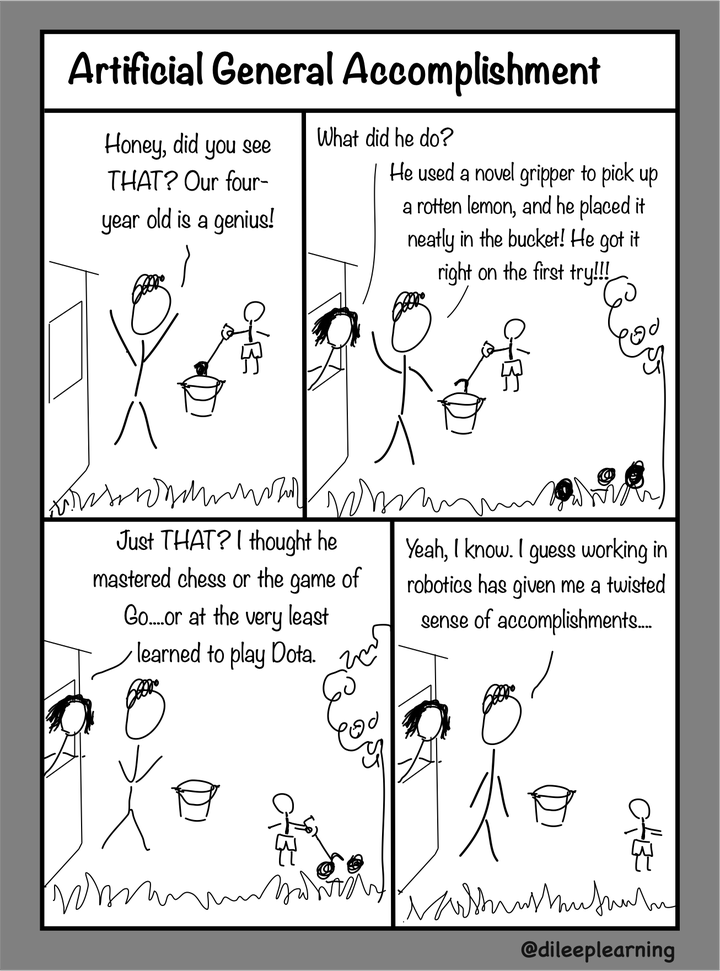 Artificial General Accomplishment
Honey, did you see
THAT? Our four-
year old is a genius!
What did he do?
He used a novel gripper to pick up
a rotten lemon, and he placed it
neatly in the bucket! He got it
right on the first try!!!
Just THAT? I thought he
mastered chess or the game of
Go....or at the very least
learned to play Dota.
Yeah, I know. I guess working in
robotics has given me a twisted
sense of accomplishments....
@dileeplearning